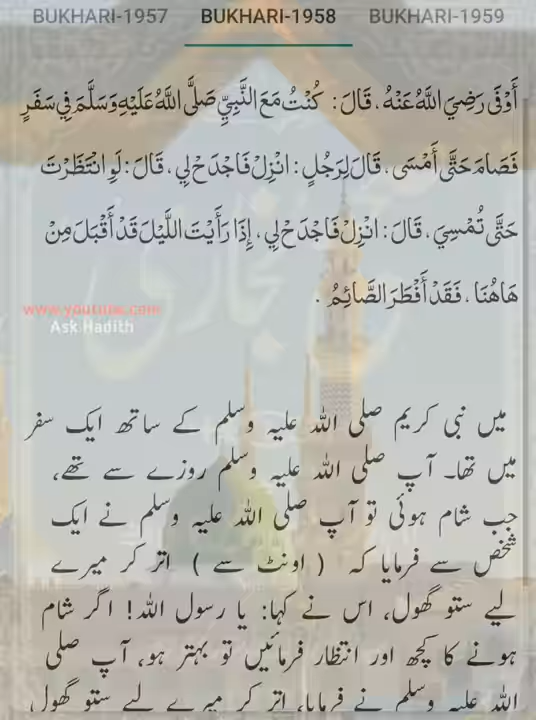 BUKHARI-1957 BUKHARI-1958 BUKHARI-1959
أَوْفَى رَضِيَ اللَّهُ عَنْهُ ، قَالَ : كُنْتُ مَعَ النَّبِيِّ صَلَّى اللَّهُ عَلَيْهِ وَسَلَّمَ فِي سَفَرٍ
فَصَامَ حَتَّى أَمْسَى ، قَالَ لِرَجُلٍ : انْزِلْ فَاجْدَحْ لِي ، قَالَ : لَوِ انْتَظَرْتَ
حَتَّى تُمْسِيَ ، قَالَ : انْزِلْ فَاجْدَحْ لِي ، إِذَا رَأَيْتَ اللَّيْلَ قَدْ أَقْبَلَ مِنْ
هَاهُنَا ، فَقَدْ أَفْطَرَ الصَّائِمُ .
Ask Hadith
میں نبی کریم صلی اللہ علیہ وسلم کے ساتھ ایک سفر
میں تھا۔ آپ صلی اللہ علیہ وسلم روزے سے تھے،
جب شام ہوئی تو آپ صلی اللہ علیہ وسلم نے ایک
شخص سے فرمایا کہ ( اونٹ سے ) اتر کر میرے
لیے ستو گھول، اس نے کہا: یا رسول اللہ! اگر شام
ہونے کا کچھ اور انتظار فرمائیں تو بہتر ہو، آپ صلی
اللہ علیہ وسلم نے فرمایا، اتر کر میرے لیے ستو گھول